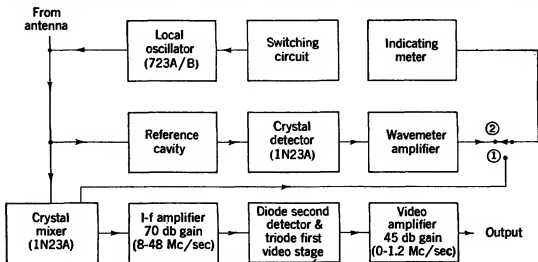 From
antenna
Local
oscillator
(723A/B)
Switching
circuit
Indicating
meter
Reference
cavity
Crystal
detector
(1N23A)
Wavemeter
amplifier
②
①
Crystal
mixer
(1N23A)
I-f amplifier
70 db gain
(8-48 Mc/sec)
Diode second
detector &
triode first
video stage
Video
amplifier
45 db gain
(0-1.2 Mc/sec)
Output